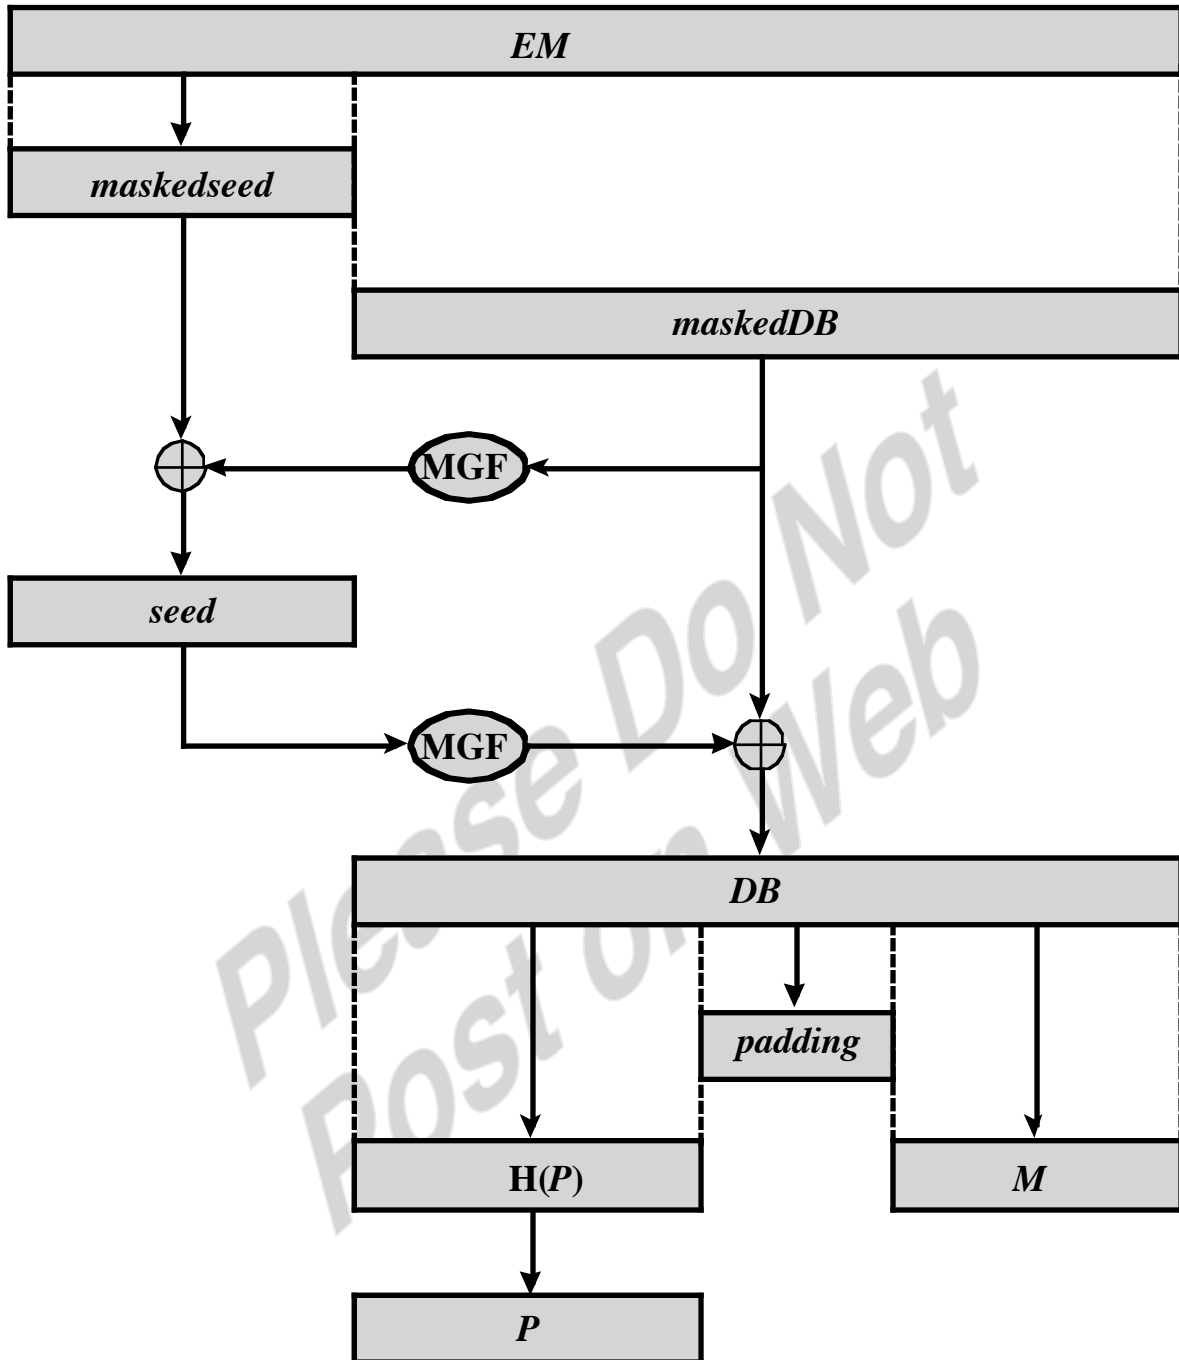 EM
maskedseed
maskedDB
MGF
seed
MGF
DB
padding
H(P)
M
P
Please Do Not
Post on Web